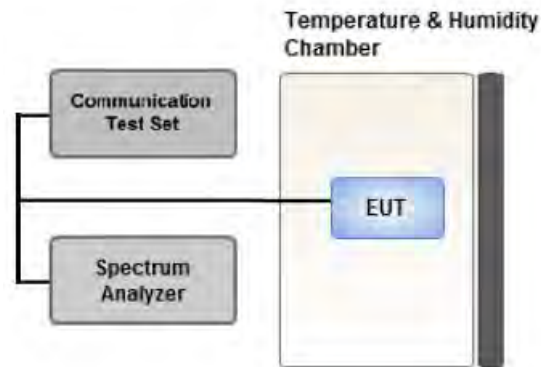 Temperature & Humidity
Chamber
Communication
Test Set
EUT
Spectrum
Analyzer